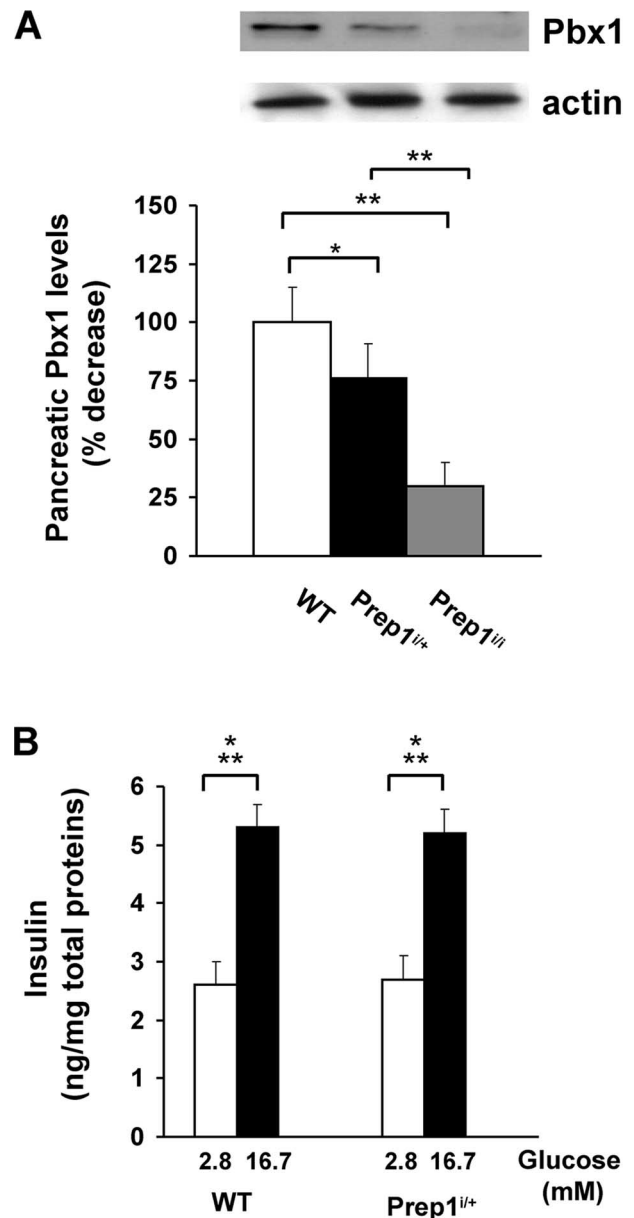 A
Pbx1
actin
**
**
*
Pancreatic Pbx1 levels
(% decrease)
150
125
100
75
50
25
0
WT
Prep1i/+
Prep1i/i
B
*
**
*
**
Insulin
(ng/mg total proteins)
6
5
4
3
2
1
0
2.8 16.7 2.8 16.7 Glucose
(mM)
WT Prep1i/+